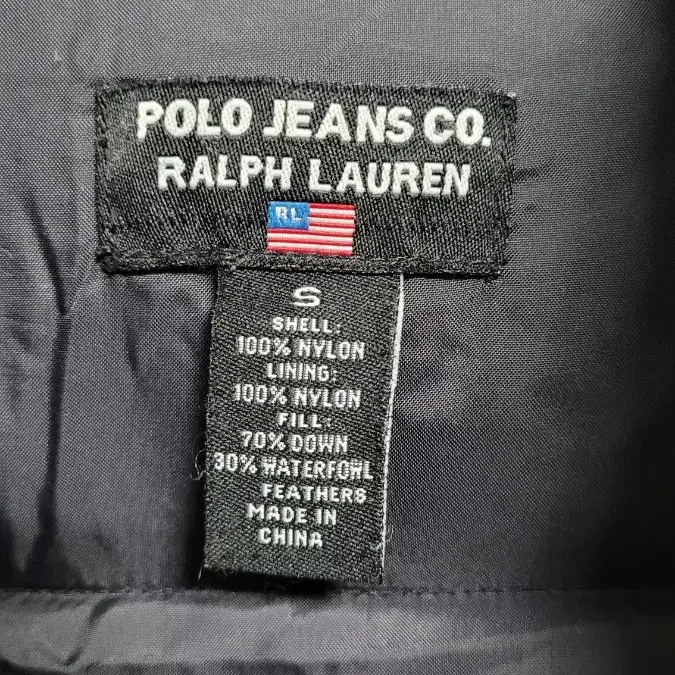 POLO JEANS CO.
RALPH LAUREN
RL
S
SHELL:
100% NYLON
LINING:
100% NYLON
FILL:
70% DOWN
30% WATERFOWL
FEATHERS
MADE IN
CHINA